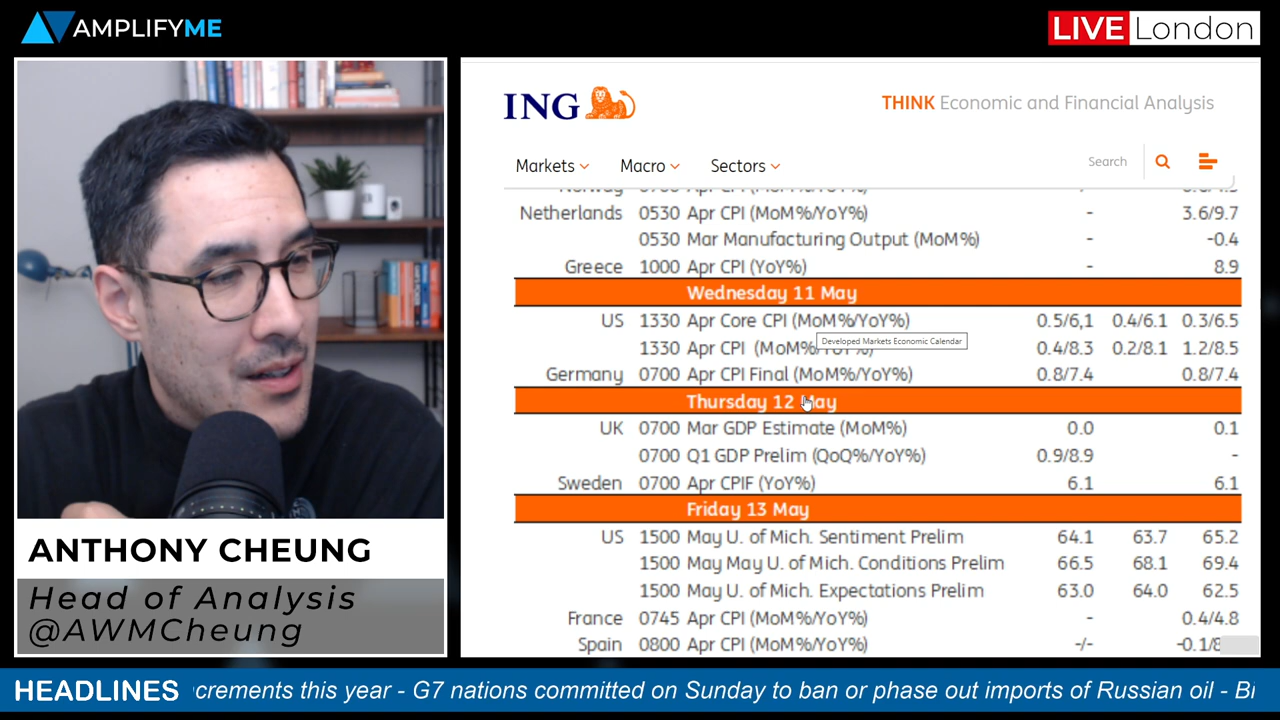 AMPLIFYME
LIVE London
ING
THINK Economic and Financial Analysis
Markets Macro Sectors Search
Netherlands 0530 Apr CPI (MoM%/YoY%) - 3.6/9.7
0530 Mar Manufacturing Output (MoM%) - -0.4
Greece 1000 Apr CPI (YoY%) - 8.9
Wednesday 11 May
US 1330 Apr Core CPI (MoM%/YoY%) 0.5/6,1 0.4/6.1 0.3/6.5
Developed Markets Economic Calendar
1330 Apr CPI (MoM%/YoY%) 0.4/8.3 0.2/8.1 1.2/8.5
Germany 0700 Apr CPI Final (MoM%/YoY%) 0.8/7.4 0.8/7.4
Thursday 12 May
UK 0700 Mar GDP Estimate (MoM%) 0.0 0.1
0700 Q1 GDP Prelim (QoQ%/YoY%) 0.9/8.9 -
Sweden 0700 Apr CPIF (YoY%) 6.1 6.1
Friday 13 May
US 1500 May U. of Mich. Sentiment Prelim 64.1 63.7 65.2
1500 May May U. of Mich. Conditions Prelim 66.5 68.1 69.4
1500 May U. of Mich. Expectations Prelim 63.0 64.0 62.5
France 0745 Apr CPI (MoM%/YoY%) - 0.4/4.8
Spain 0800 Apr CPI (MoM%/YoY%) -/- -0.1/8
ANTHONY CHEUNG
Head of Analysis
@AWMCheung
HEADLINES crements this year - G7 nations committed on Sunday to ban or phase out imports of Russian oil - Bi